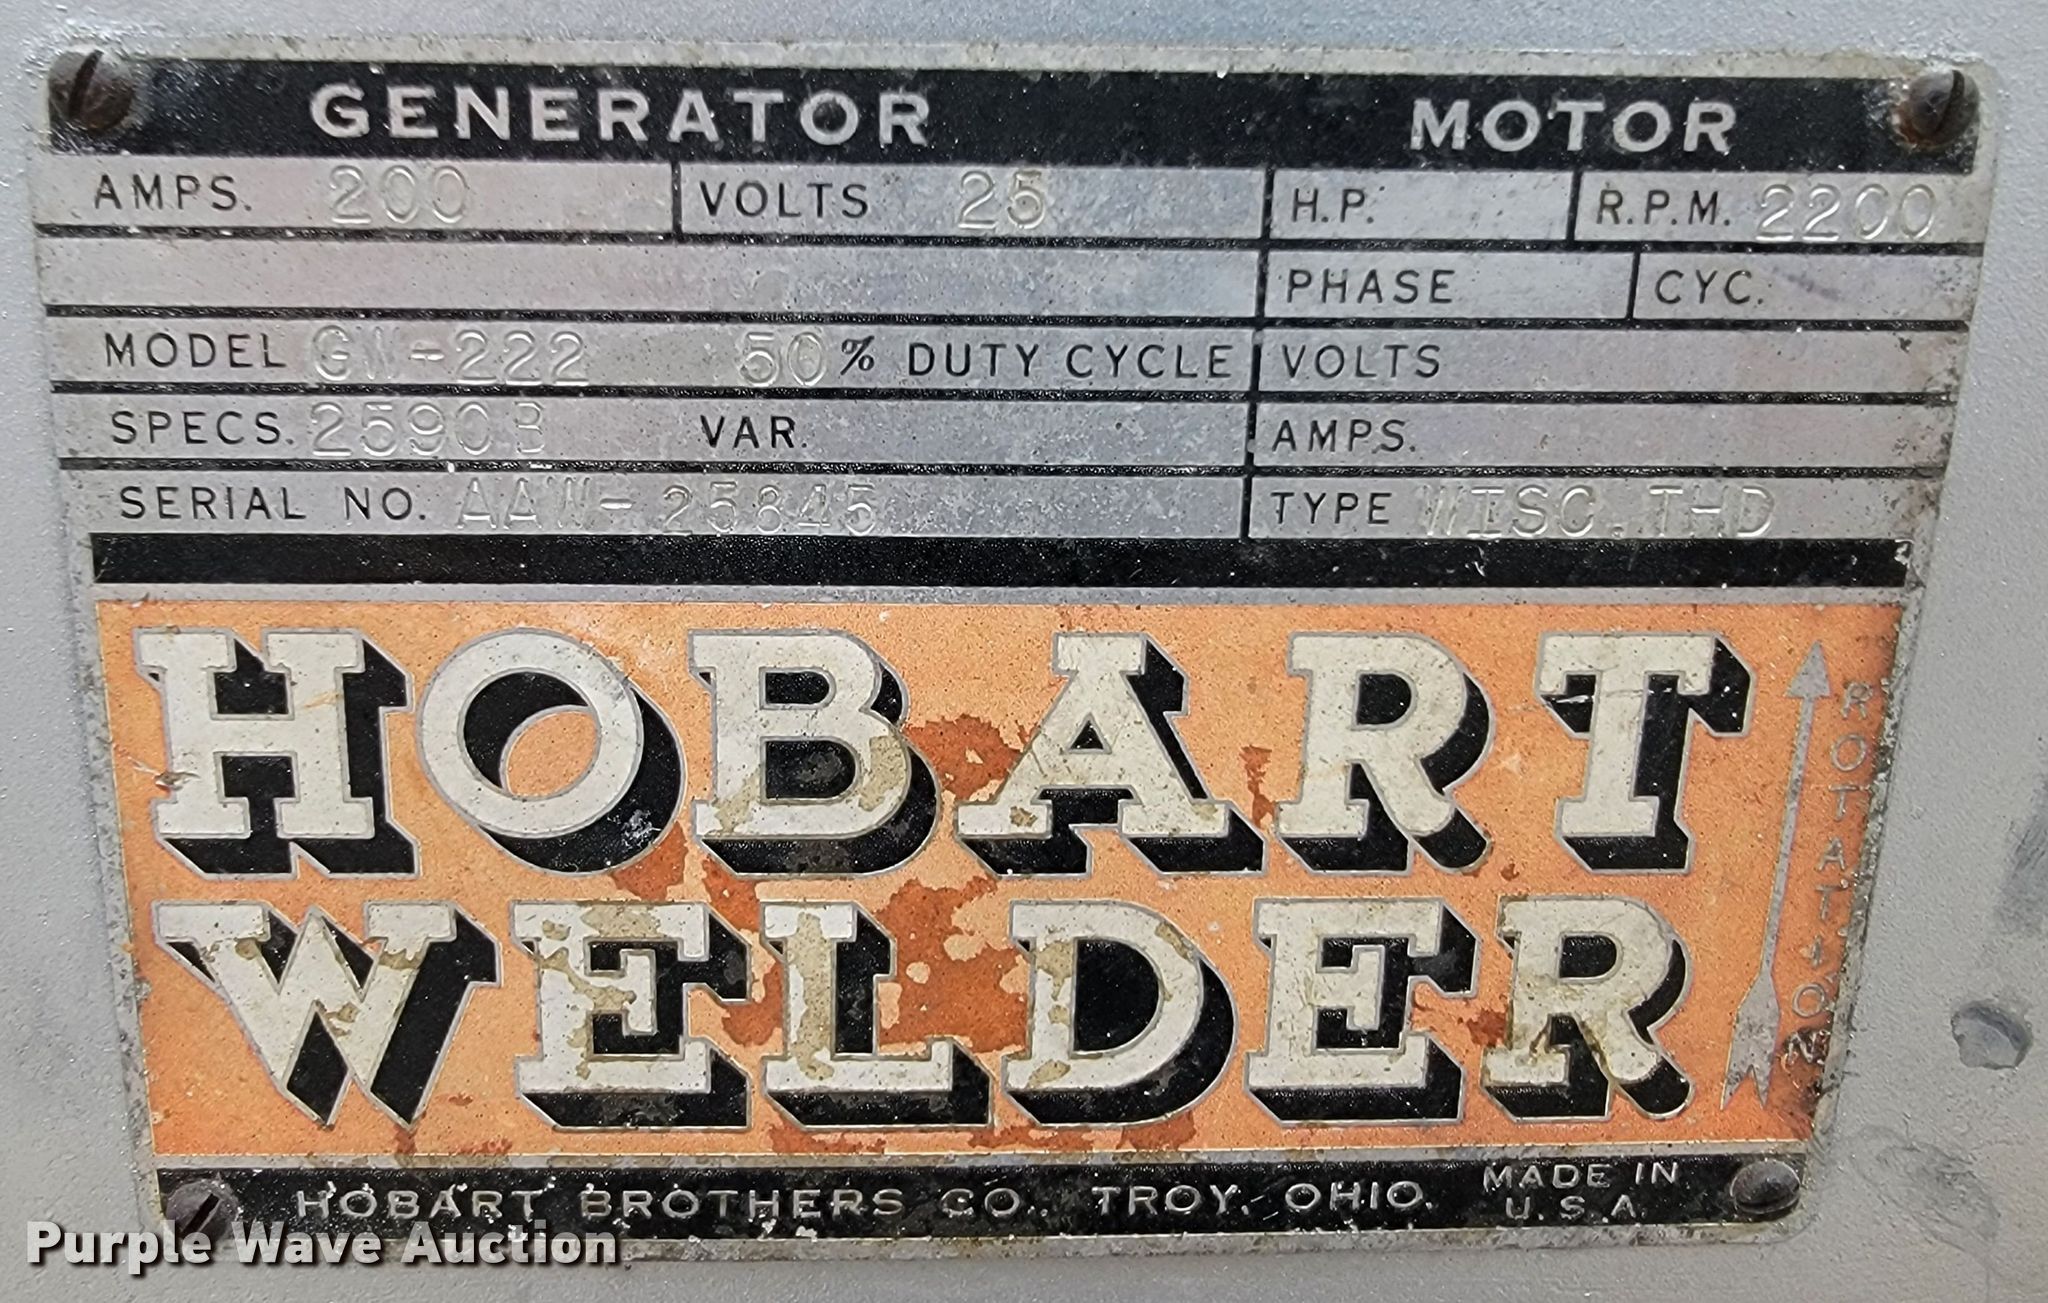 GENERATOR MOTOR
AMPS. 200 VOLTS 25 H.P. R.P.M. 2200
PHASE CYC.
MODEL GW-222 50% DUTY CYCLE VOLTS
SPECS. 2590B VAR. AMPS.
SERIAL NO. AAW-25845 TYPE WISC.THD
HOBART
WELDER
ROTATION
HOBART BROTHERS CO., TROY, OHIO. MADE IN
U.S.A.
Purple Wave Auction